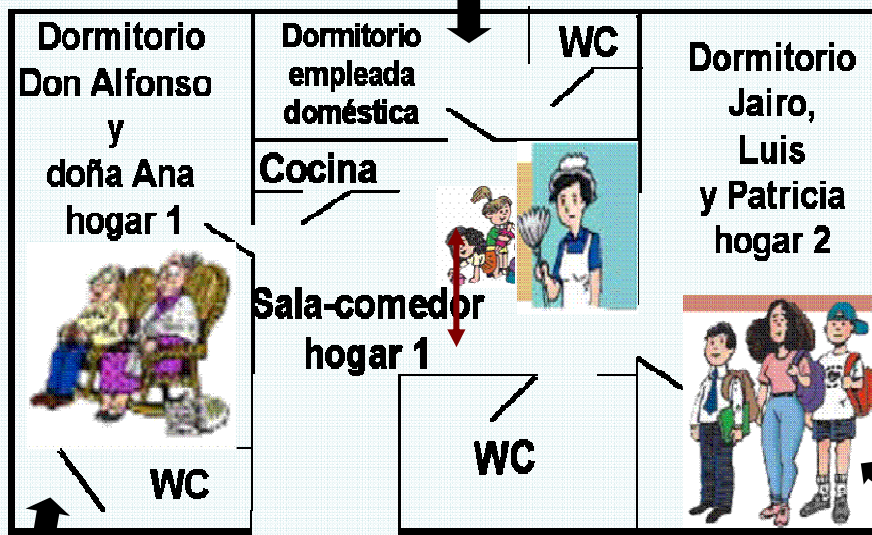 Dormitorio
Don Alfonso
y
doña Ana
hogar 1
Dormitorio
empleada
doméstica
WC
Dormitorio
Jairo,
Luis
y Patricia
hogar 2
Cocina
Sala-comedor
hogar 1
WC
WC